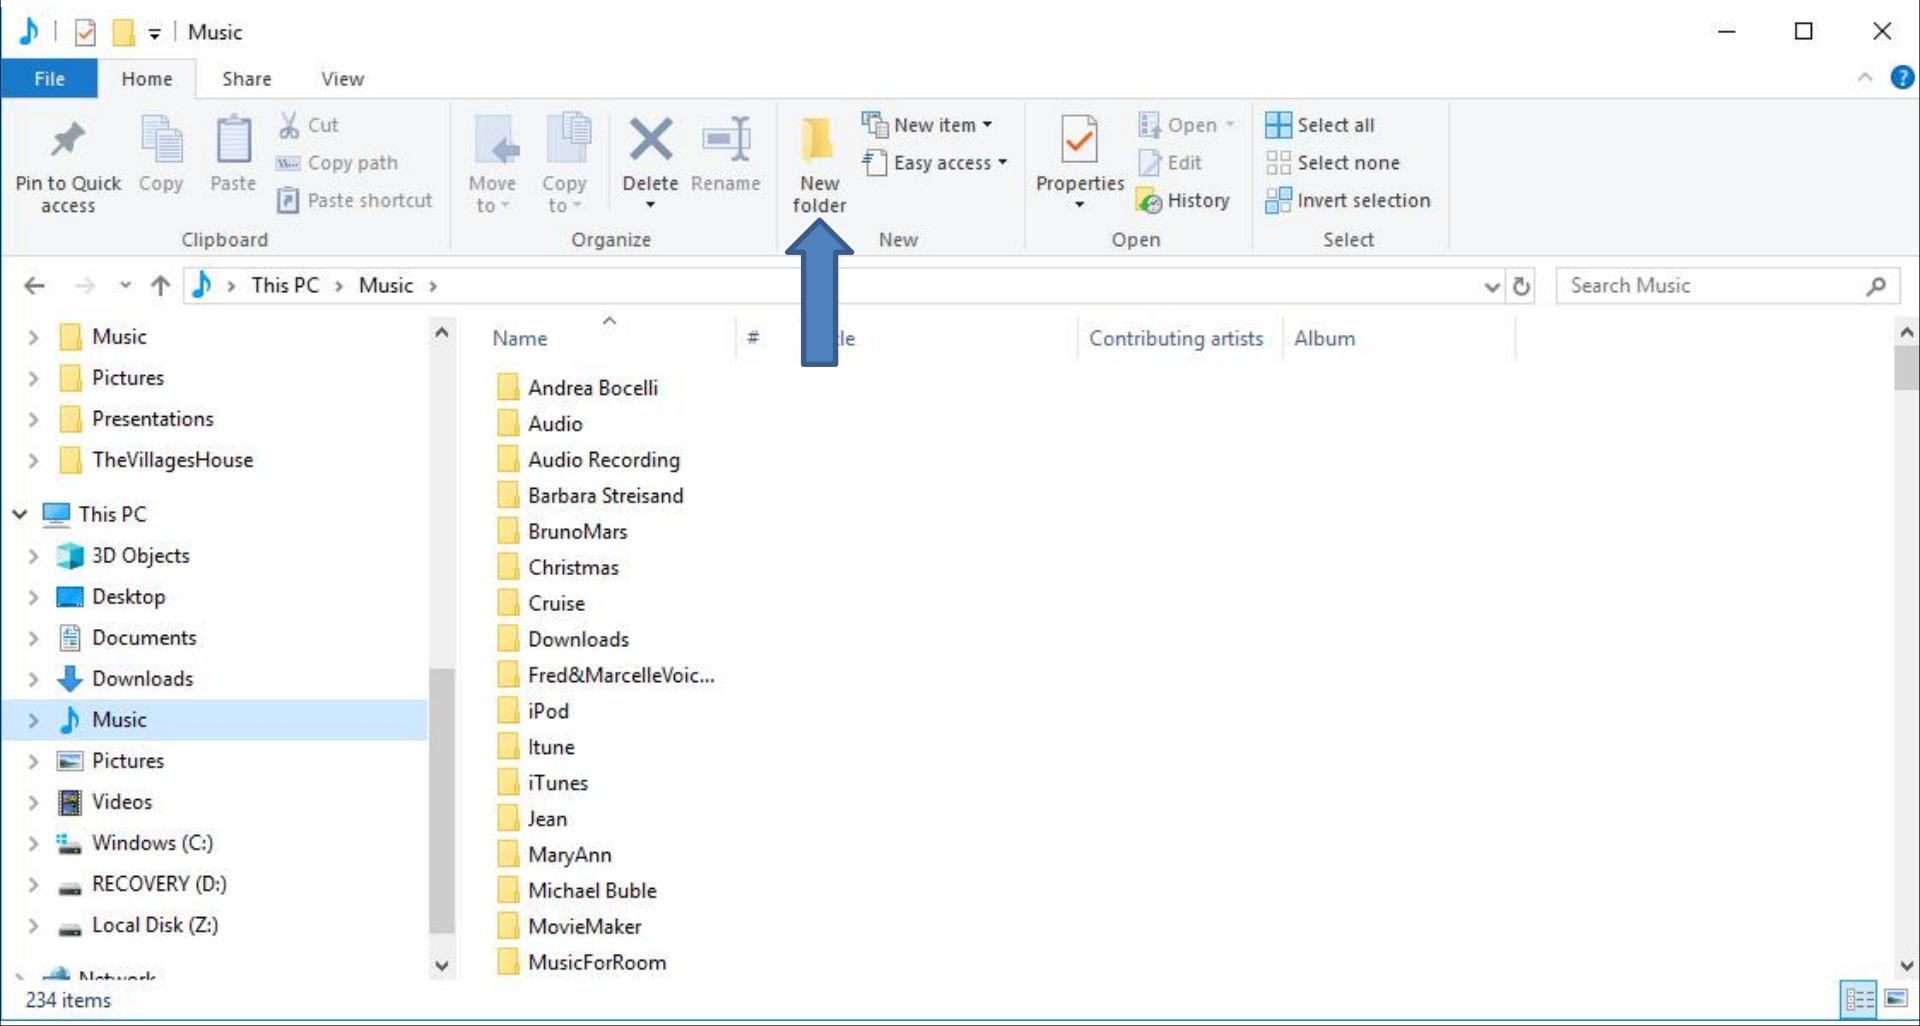 Music
File Home Share View
Pin to Quick access
Copy
Paste
Cut
Copy path
Paste shortcut
Clipboard
Move to
Copy to
Delete
Rename
Organize
New folder
New item
Easy access
New
Properties
Open
Edit
History
Open
Select all
Select none
Invert selection
Select
This PC > Music >
Search Music
Music
Pictures
Presentations
TheVillagesHouse
This PC
3D Objects
Desktop
Documents
Downloads
Music
Pictures
Videos
Windows (C:)
RECOVERY (D:)
Local Disk (Z:)
Network
Name # le Contributing artists Album
Andrea Bocelli
Audio
Audio Recording
Barbara Streisand
BrunoMars
Christmas
Cruise
Downloads
Fred&MarcelleVoic...
iPod
Itune
iTunes
Jean
MaryAnn
Michael Buble
MovieMaker
MusicForRoom
234 items